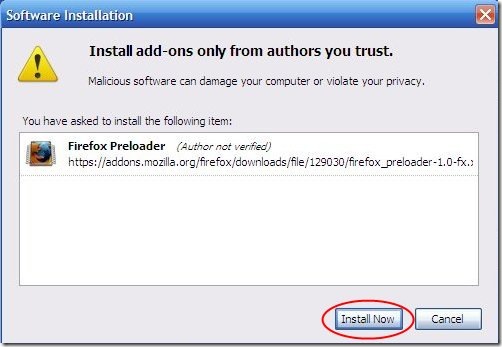 Software Installation
Install add-ons only from authors you trust.
Malicious software can damage your computer or violate your privacy.
You have asked to install the following item:
Firefox Preloader (Author not verified)
https://addons.mozilla.org/firefox/downloads/file/129030/firefox_preloader-1.0-fx.x
Install Now Cancel